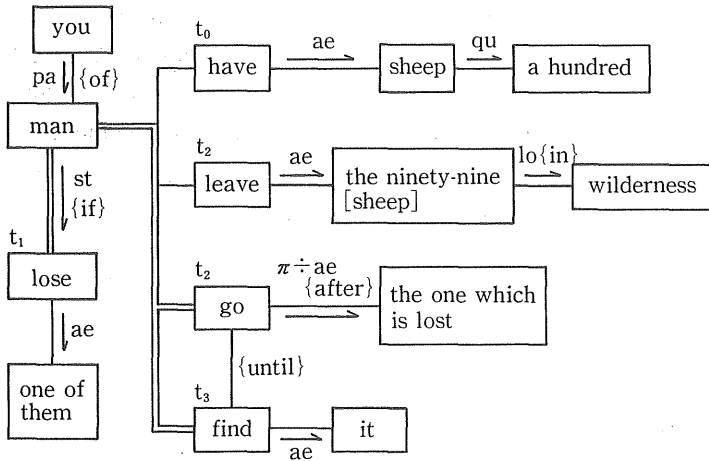 you
pa {of}
man
st
{if}
t₁
lose
ae
one of
them
t₀
have
ae
sheep
qu
a hundred
t₂
leave
ae
the ninety-nine
[sheep]
lo{in}
wilderness
t₂
go
π÷ae
{after}
the one which
is lost
{until}
t₃
find
ae
it